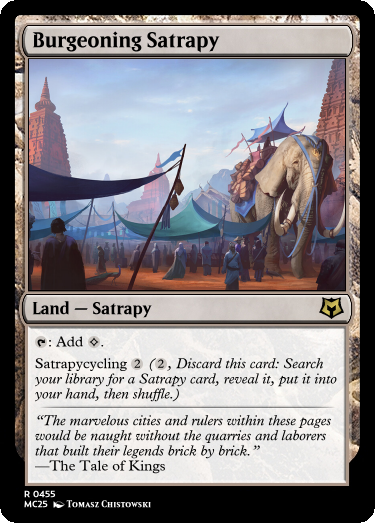 Burgeoning Satrapy
Land — Satrapy
: Add .
Satrapycycling 2 (2, Discard this card: Search
your library for a Satrapy card, reveal it, put it into
your hand, then shuffle.)
“The marvelous cities and rulers within these pages
would be naught without the quarries and laborers
that built their legends brick by brick.”
—The Tale of Kings
R 0455
MC25 Tomasz Chistowski